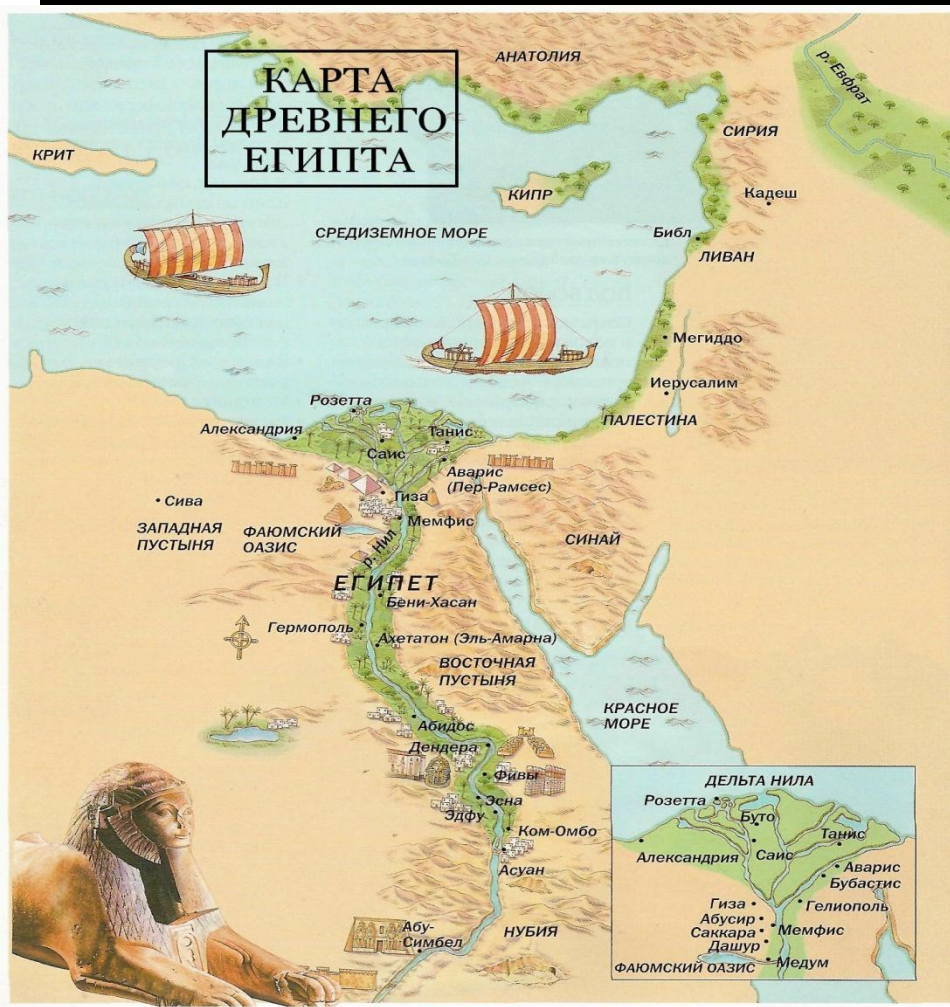 КАРТА
ДРЕВНЕГО
ЕГИПТА
АНАТОЛИЯ
р. Евфрат
КРИТ
СИРИЯ
КИПР
Кадеш
СРЕДИЗЕМНОЕ МОРЕ
Библ
ЛИВАН
Мегиддо
Иерусалим
ПАЛЕСТИНА
Розетта
Александрия
Танис
Саис
Аварис
(Пер-Рамсес)
Гиза
Сива
Мемфис
ЗАПАДНАЯ
ПУСТЫНЯ
ФАЮМСКИЙ
ОАЗИС
р. Нил
СИНАЙ
ЕГИПЕТ
Бени-Хасан
Гермополь
Ахетатон (Эль-Амарна)
ВОСТОЧНАЯ
ПУСТЫНЯ
КРАСНОЕ
МОРЕ
Абидос
Дендера
Фивы
Эсна
Эдфу
Ком-Омбо
Асуан
Абу-
Симбел
НУБИЯ
ДЕЛЬТА НИЛА
Розетта
Буто
Танис
Александрия
Саис
Аварис
Бубастис
Гиза
Гелиополь
Абусир
Саккара
Мемфис
Дашур
ФАЮМСКИЙ ОАЗИС
Медум